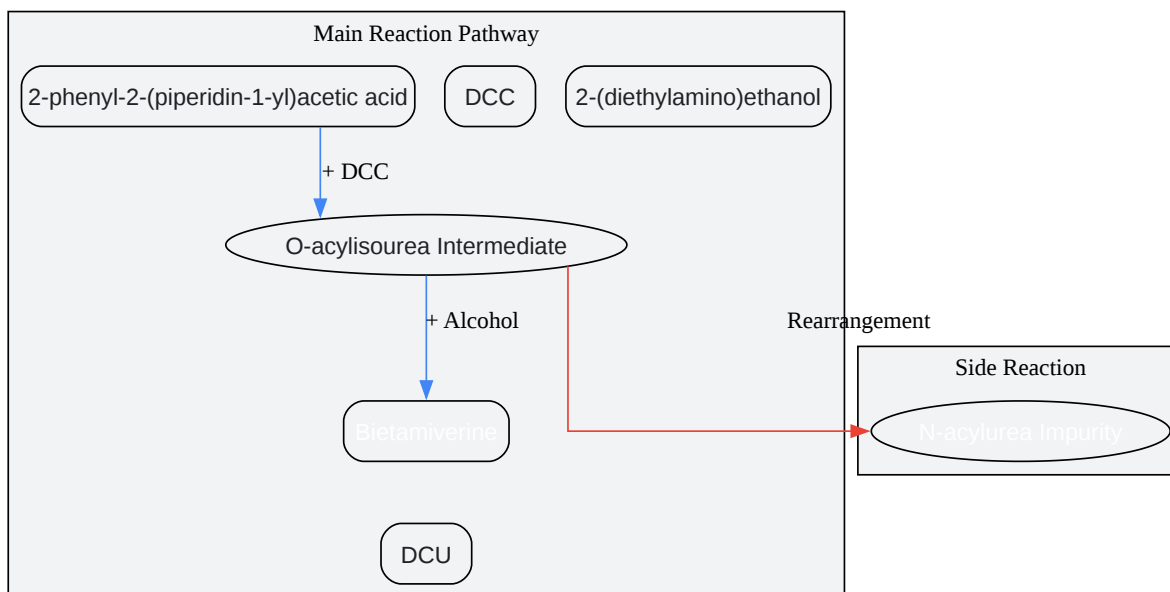 Main Reaction Pathway
2-phenyl-2-(piperidin-1-yl)acetic acid
DCC
2-(diethylamino)ethanol
+ DCC
O-acylisourea Intermediate
+ Alcohol
Rearrangement
Side Reaction
Bietamiverine
N-acylurea Impurity
DCU